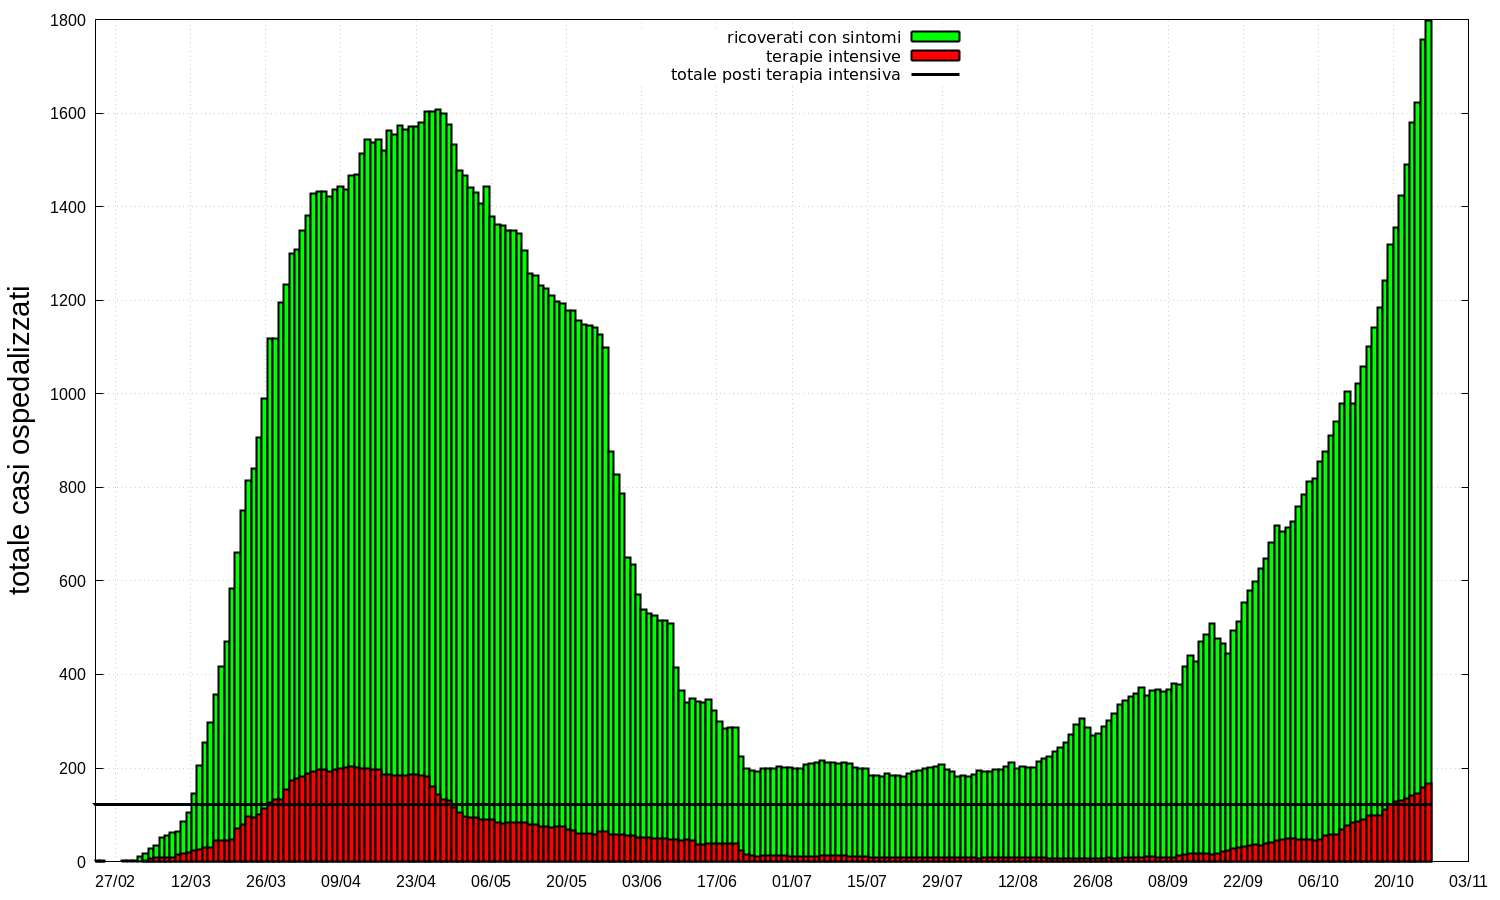 ricoverati con sintomi
terapie intensive
totale posti terapia intensiva
totale casi ospedalizzati
1800
1600
1400
1200
1000
800
600
400
200
0
27/02 12/03 26/03 09/04 23/04 06/05 20/05 03/06 17/06 01/07 15/07 29/07 12/08 26/08 08/09 22/09 06/10 20/10 03/11